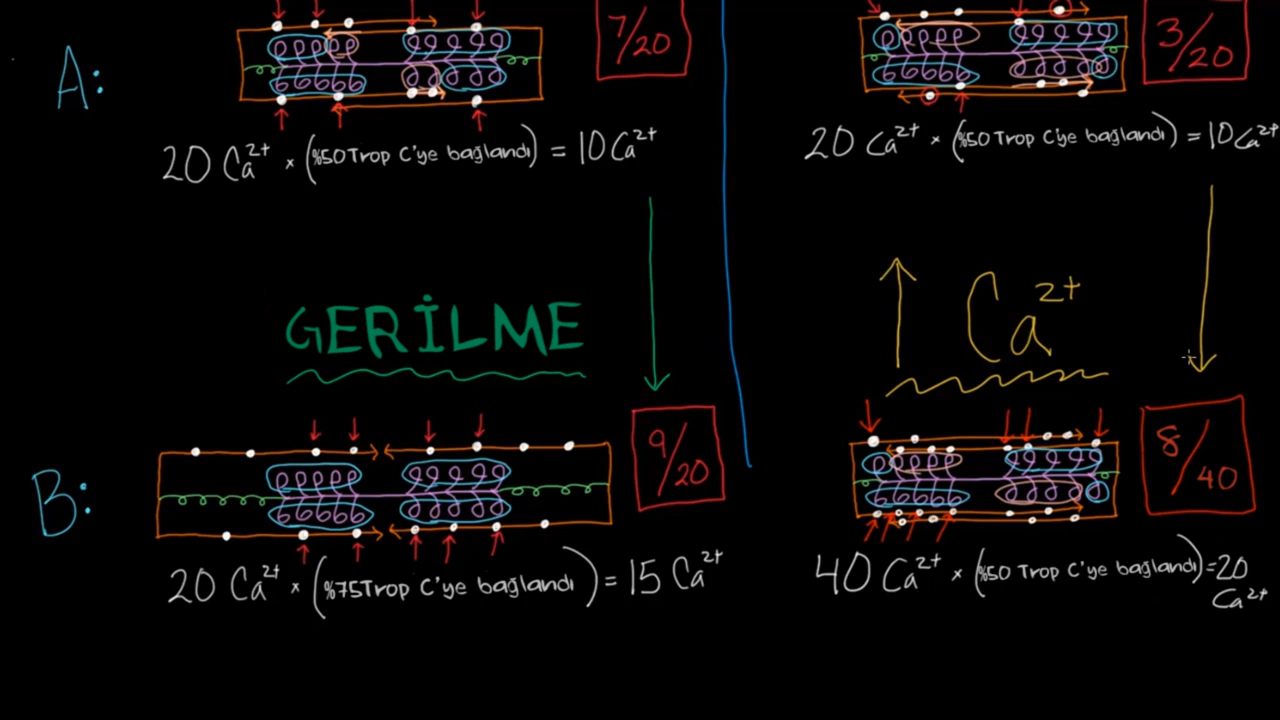 A:
7/20
3/20
20 Ca²⁺ × (%50 Trop C'ye bağlandı) = 10 Ca²⁺
20 Ca²⁺ × (%50 Trop C'ye bağlandı) = 10 Ca²⁺
GERİLME
↑ Ca²⁺
B:
9/20
8/40
20 Ca²⁺ × (%75 Trop C'ye bağlandı) = 15 Ca²⁺
40 Ca²⁺ × (%50 Trop C'ye bağlandı) = 20
Ca²⁺